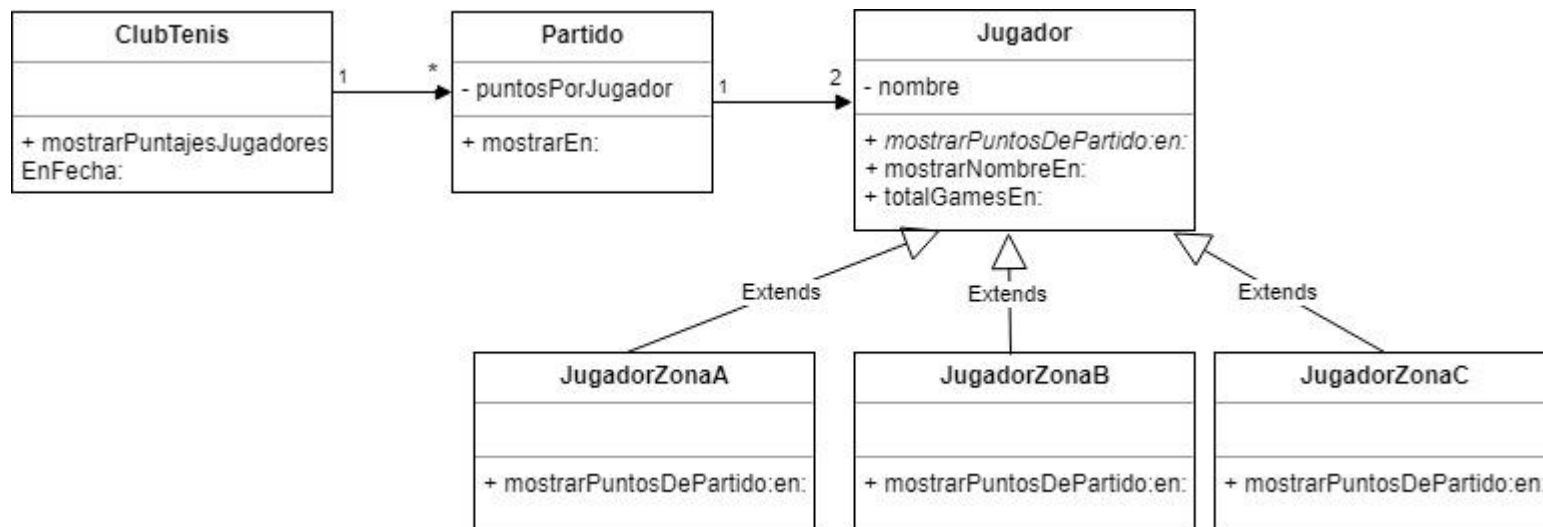 ClubTenis
+ mostrarPuntajesJugadores
EnFecha:
1
*
Partido
- puntosPorJugador
+ mostrarEn:
1
2
Jugador
- nombre
+ mostrarPuntosDePartido:en:
+ mostrarNombreEn:
+ totalGamesEn:
Extends
Extends
Extends
JugadorZonaA
+ mostrarPuntosDePartido:en:
JugadorZonaB
+ mostrarPuntosDePartido:en:
JugadorZonaC
+ mostrarPuntosDePartido:en: